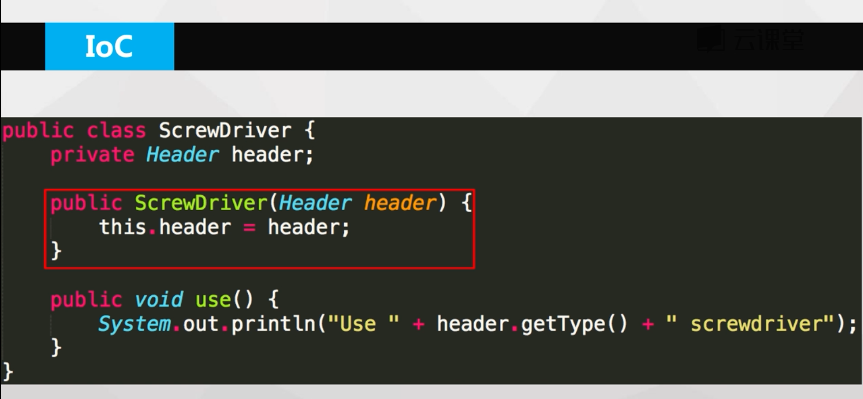 IoC
云课堂
public class ScrewDriver {
    private Header header;
    public ScrewDriver(Header header) {
        this.header = header;
    }
    public void use() {
        System.out.println("Use " + header.getType() + " screwdriver");
    }
}